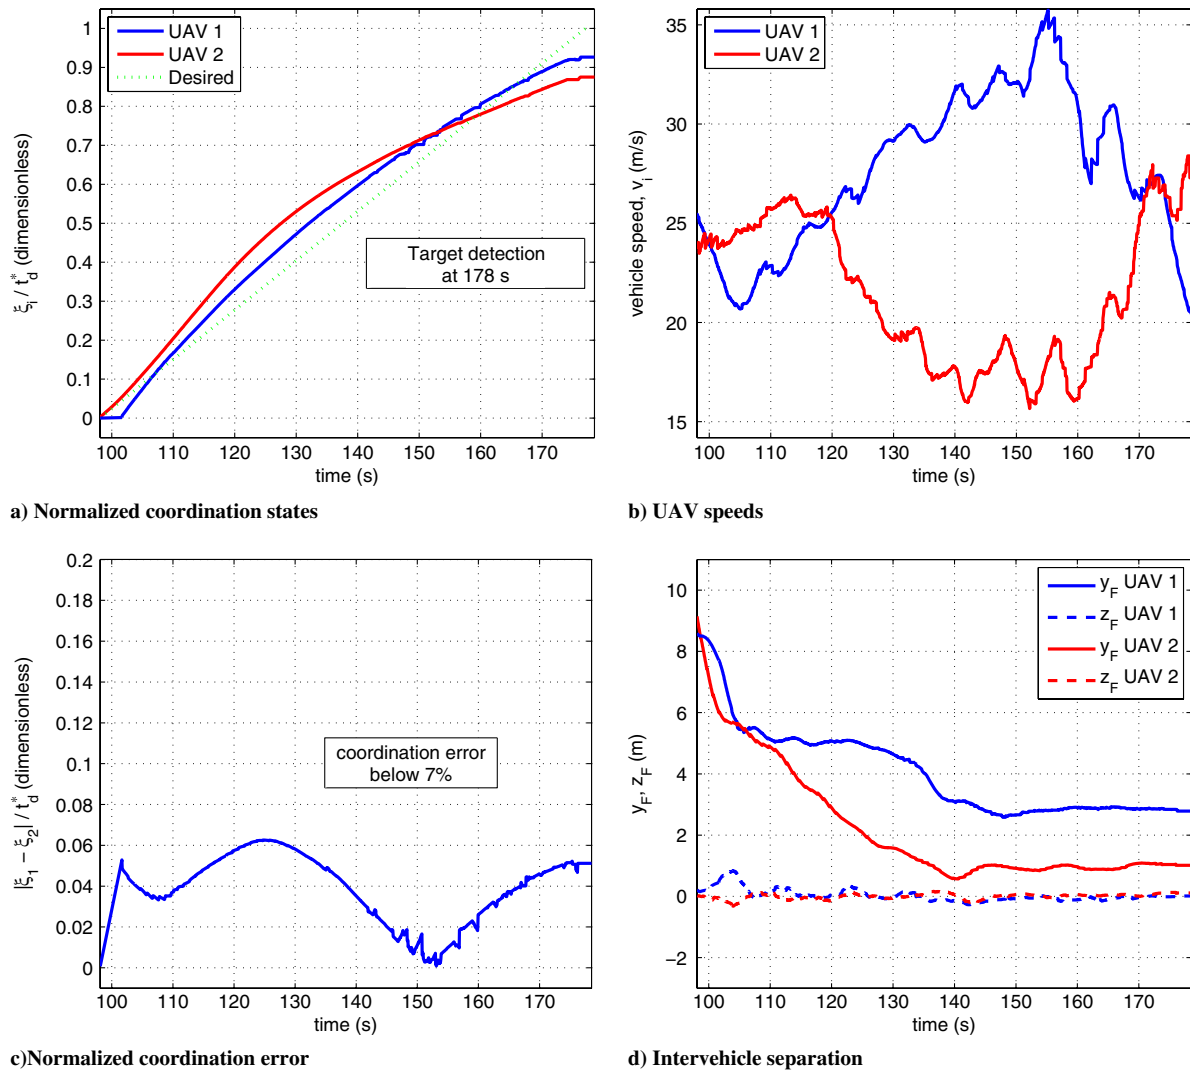 1
0.9
0.8
0.7
0.6
0.5
0.4
0.3
0.2
0.1
0
ξi / t*d (dimensionless)
UAV 1
UAV 2
Desired
Target detection
at 178 s
100 110 120 130 140 150 160 170
time (s)
a) Normalized coordination states
35
30
25
20
15
vehicle speed, vi (m/s)
UAV 1
UAV 2
100 110 120 130 140 150 160 170
time (s)
b) UAV speeds
0.2
0.18
0.16
0.14
0.12
0.1
0.08
0.06
0.04
0.02
0
|ξ1 − ξ2| / t*d (dimensionless)
coordination error
below 7%
100 110 120 130 140 150 160 170
time (s)
c)Normalized coordination error
10
8
6
4
2
0
−2
yF, zF (m)
yF UAV 1
zF UAV 1
yF UAV 2
zF UAV 2
100 110 120 130 140 150 160 170
time (s)
d) Intervehicle separation